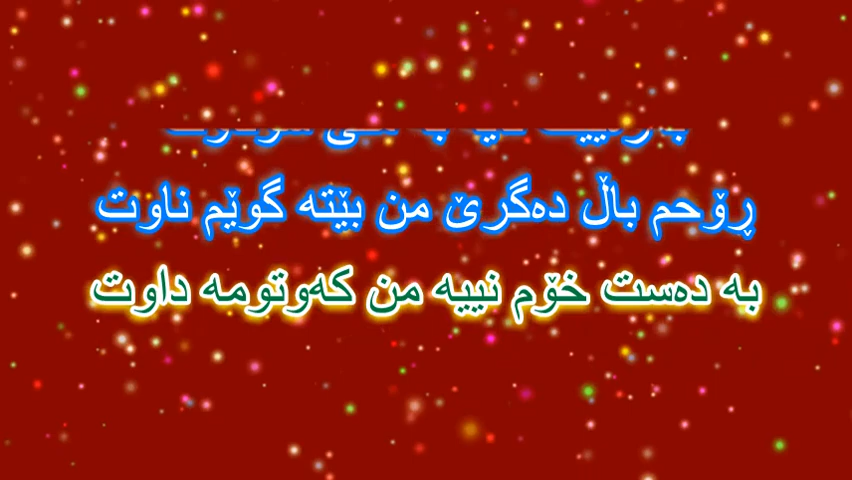 ڕۆحم باڵ دەگرێ من بێتە گوێم ناوت
بە دەست خۆم نییە من کەوتومە داوت